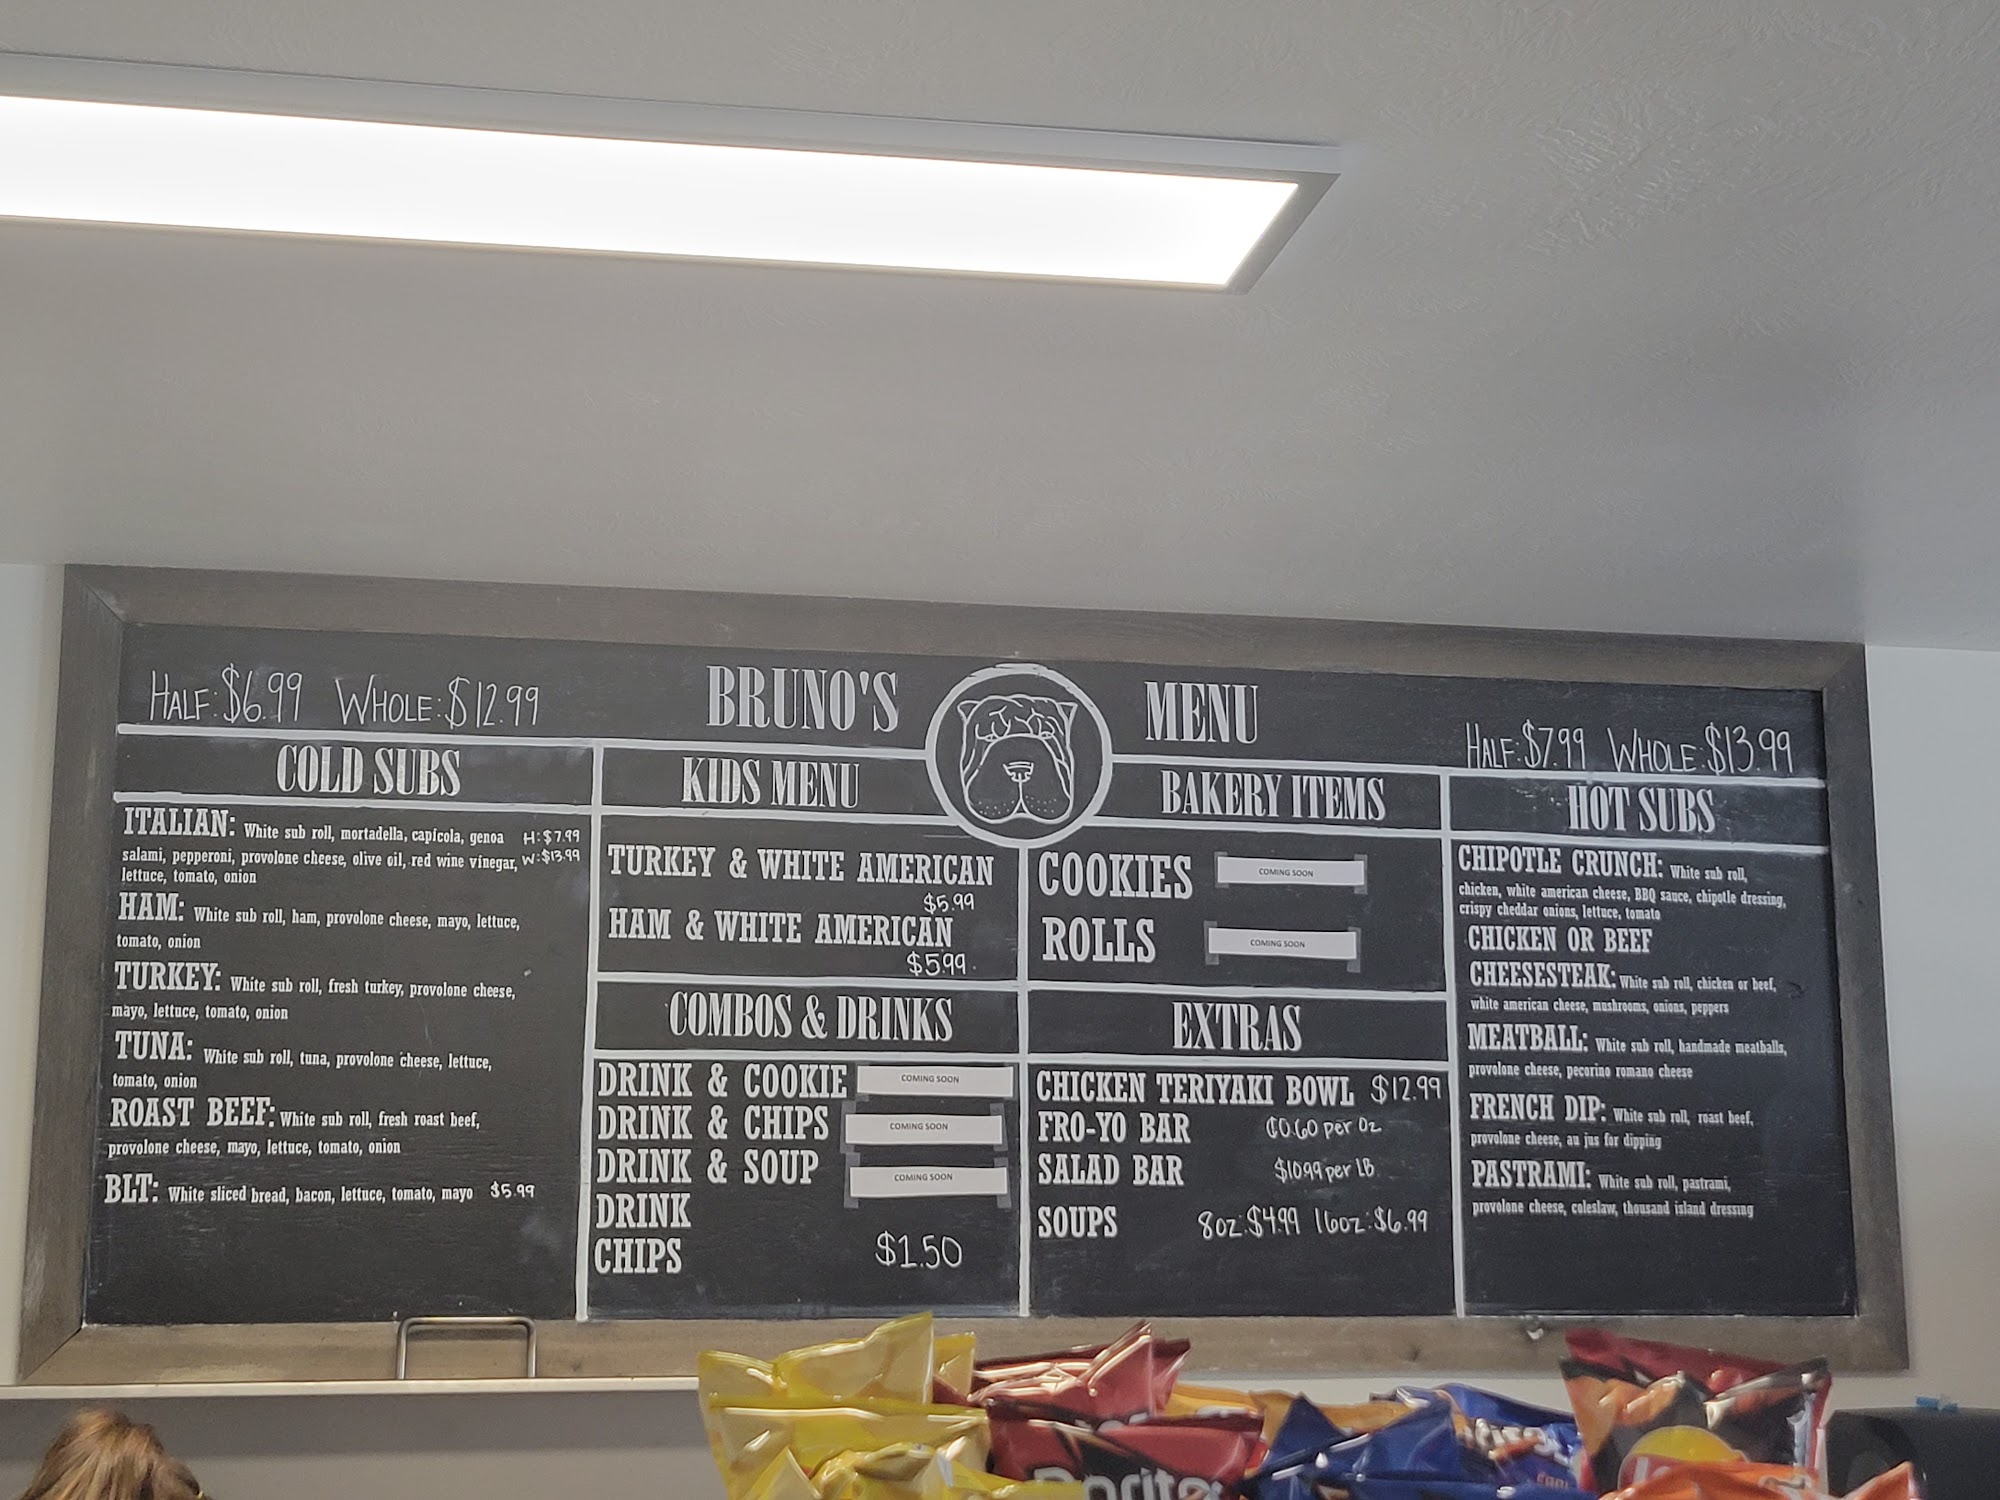 HALF: $6.99 WHOLE: $12.99
BRUNO'S MENU
HALF: $7.99 WHOLE: $13.99
COLD SUBS
ITALIAN: White sub roll, mortadella, capicola, genoa H: $7.99
salami, pepperoni, provolone cheese, olive oil, red wine vinegar, W: $13.99
lettuce, tomato, onion
HAM: White sub roll, ham, provolone cheese, mayo, lettuce,
tomato, onion
TURKEY: White sub roll, fresh turkey, provolone cheese,
mayo, lettuce, tomato, onion
TUNA: White sub roll, tuna, provolone cheese, lettuce,
tomato, onion
ROAST BEEF: White sub roll, fresh roast beef,
provolone cheese, mayo, lettuce, tomato, onion
BLT: White sliced bread, bacon, lettuce, tomato, mayo $5.99
KIDS MENU
TURKEY & WHITE AMERICAN
$5.99
HAM & WHITE AMERICAN
$5.99
COMBOS & DRINKS
DRINK & COOKIE COMING SOON
DRINK & CHIPS COMING SOON
DRINK & SOUP COMING SOON
DRINK
CHIPS $1.50
BAKERY ITEMS
COOKIES COMING SOON
ROLLS COMING SOON
EXTRAS
CHICKEN TERIYAKI BOWL $12.99
FRO-YO BAR ¢0.60 per Oz
SALAD BAR $10.99 per LB
SOUPS 8oz: $4.99 16oz: $6.99
HOT SUBS
CHIPOTLE CRUNCH: White sub roll,
chicken, white american cheese, BBQ sauce, chipotle dressing,
crispy cheddar onions, lettuce, tomato
CHICKEN OR BEEF
CHEESESTEAK: White sub roll, chicken or beef,
white american cheese, mushrooms, onions, peppers
MEATBALL: White sub roll, handmade meatballs,
provolone cheese, pecorino romano cheese
FRENCH DIP: White sub roll, roast beef,
provolone cheese, au jus for dipping
PASTRAMI: White sub roll, pastrami,
provolone cheese, coleslaw, thousand island dressing
Doritos